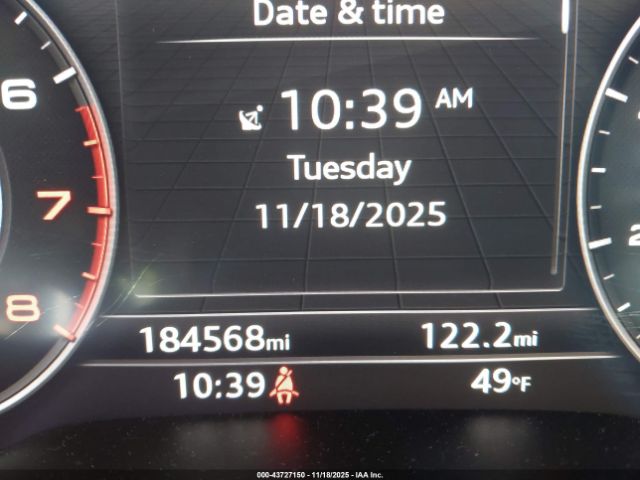 Date & time
10:39 AM
Tuesday
11/18/2025
184568mi 122.2mi
10:39 49°F
6
7
8
000-43727150 - 11/18/2025 - IAA Inc.